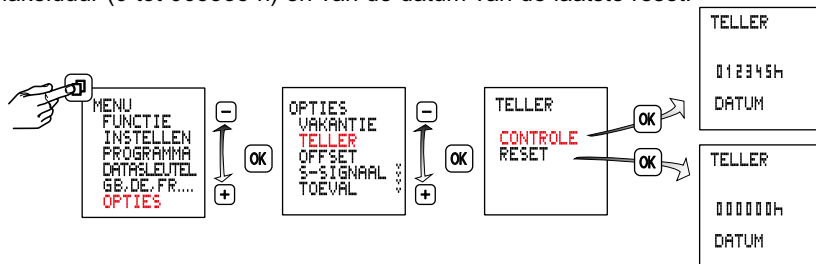 (0 tot 999999 h) en van de datum van de laatste reset.
MENU
FUNCTIE
INSTELLEN
PROGRAMMA
DATASLEUTEL
GB,DE,FR....
OPTIES
−
+
OK
OPTIES
VAKANTIE
TELLER
OFFSET
S-SIGNAAL
TOEVAL
−
+
OK
TELLER
CONTROLE
RESET
OK
OK
TELLER
012345h
DATUM
TELLER
000000h
DATUM